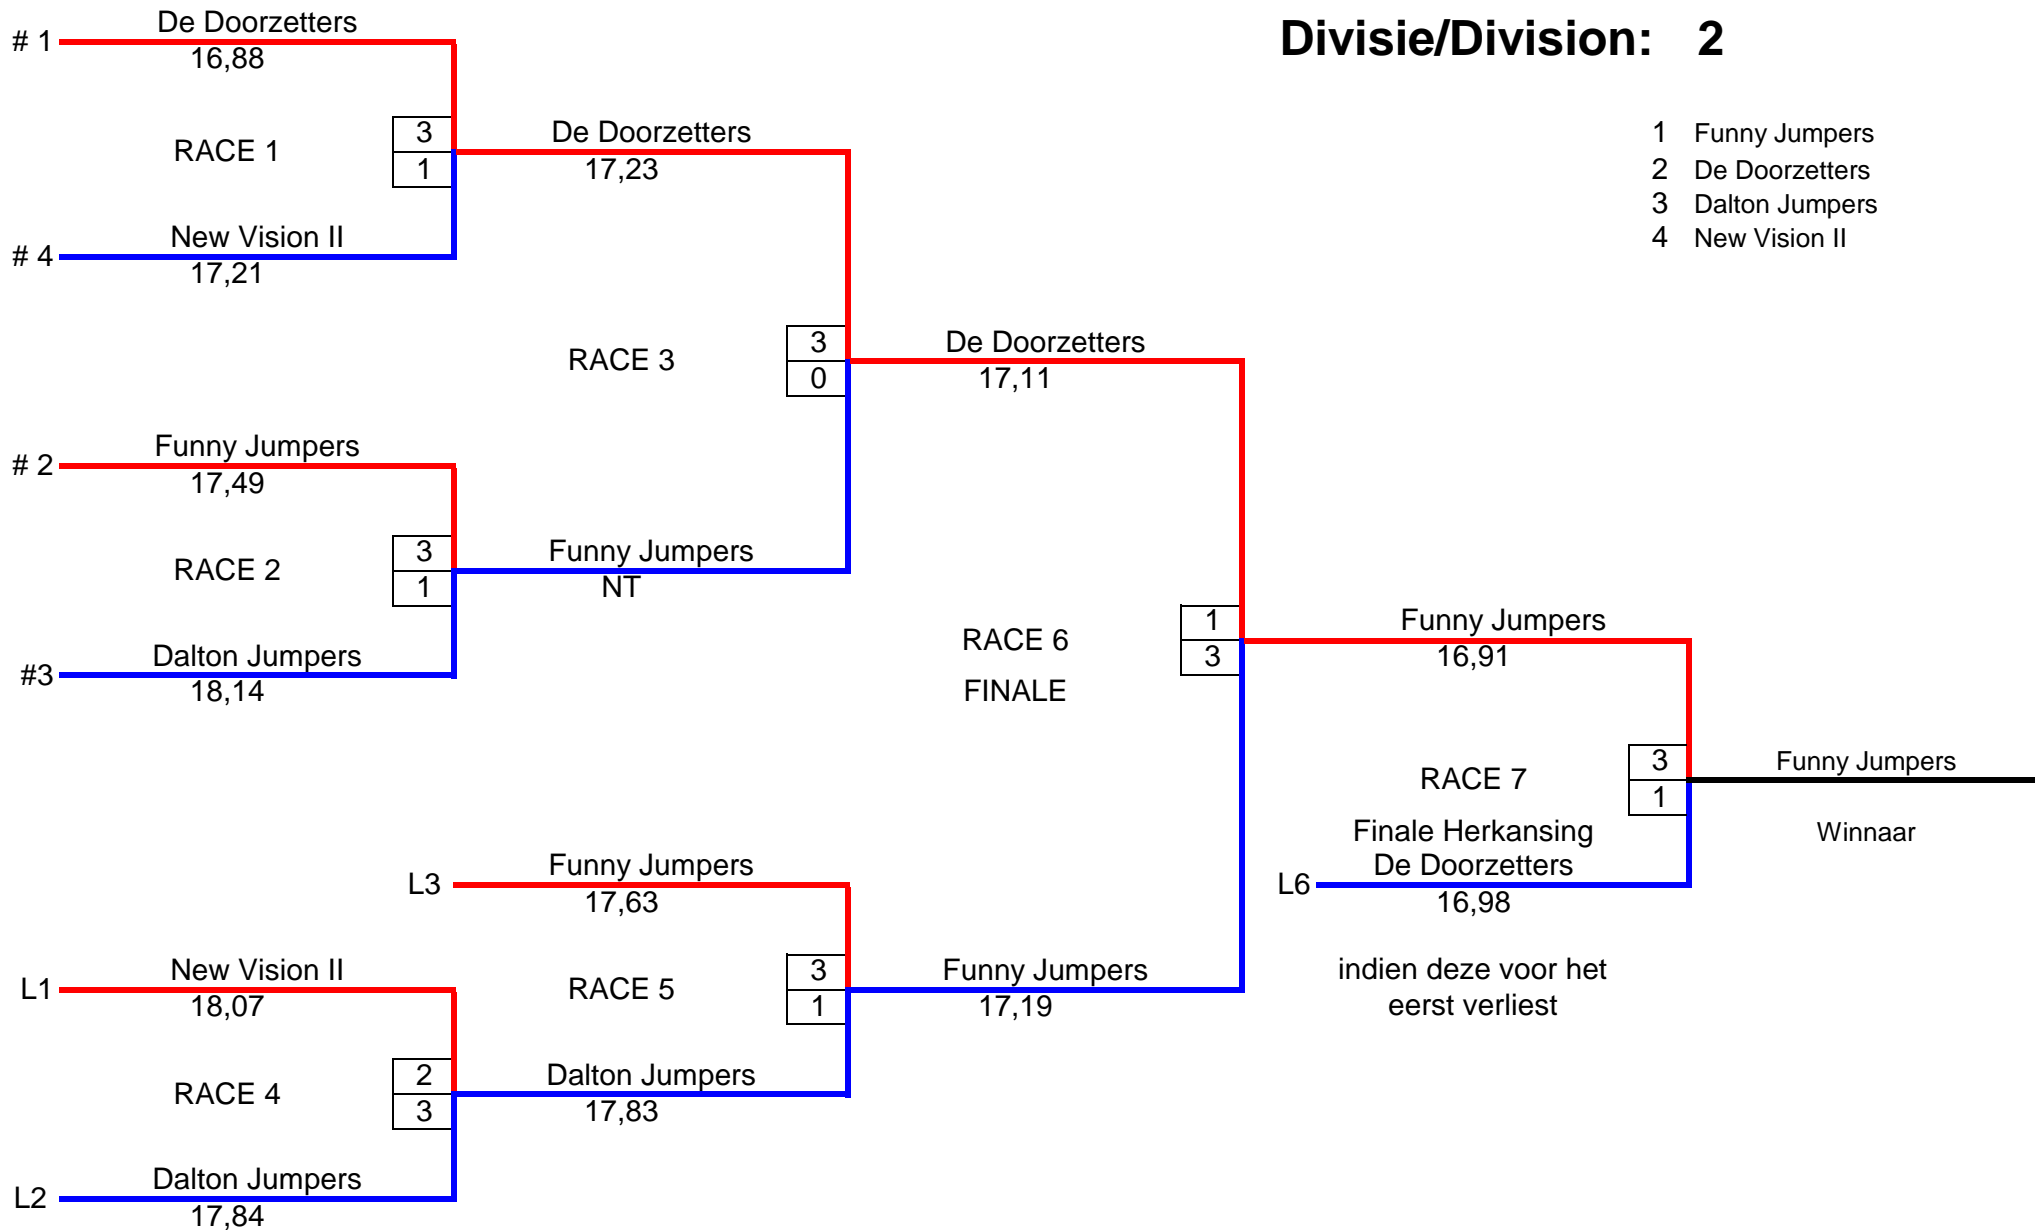 Divisie/Division: 2
1 Funny Jumpers
2 De Doorzetters
3 Dalton Jumpers
4 New Vision II
# 1
De Doorzetters
16,88
RACE 1
3
1
# 4
New Vision II
17,21
De Doorzetters
17,23
RACE 3
3
0
# 2
Funny Jumpers
17,49
RACE 2
3
1
#3
Dalton Jumpers
18,14
Funny Jumpers
NT
De Doorzetters
17,11
RACE 6
FINALE
1
3
Funny Jumpers
16,91
RACE 7
3
1
Finale Herkansing
L6
De Doorzetters
16,98
indien deze voor het
eerst verliest
Funny Jumpers
Winnaar
L3
Funny Jumpers
17,63
RACE 5
3
1
Funny Jumpers
17,19
L1
New Vision II
18,07
RACE 4
2
3
Dalton Jumpers
17,83
L2
Dalton Jumpers
17,84